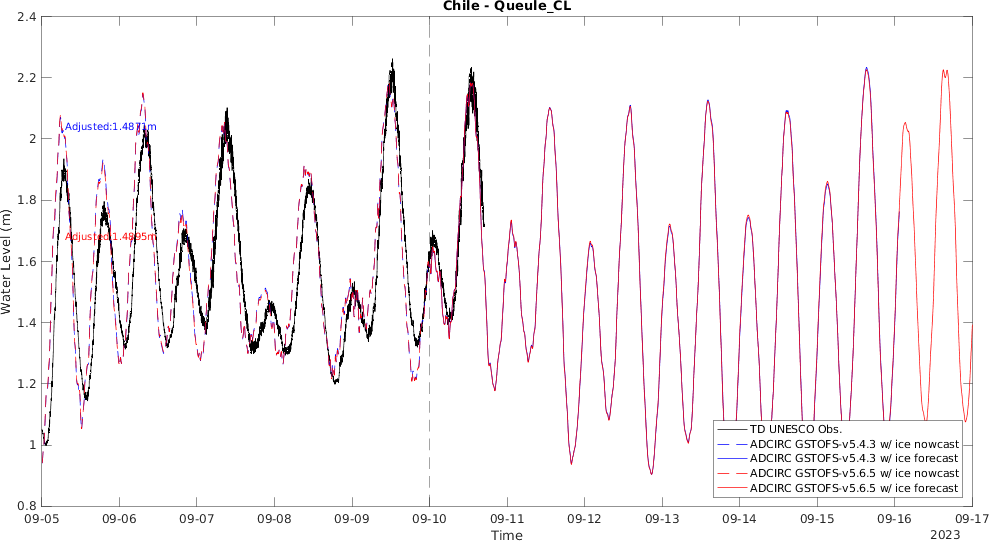 Chile - Queule_CL
2.4
2.2
2
1.8
1.6
1.4
1.2
1
0.8
Water Level (m)
Adjusted:1.4871m
Adjusted:1.4895m
TD UNESCO Obs.
ADCIRC GSTOFS-v5.4.3 w/ ice nowcast
ADCIRC GSTOFS-v5.4.3 w/ ice forecast
ADCIRC GSTOFS-v5.6.5 w/ ice nowcast
ADCIRC GSTOFS-v5.6.5 w/ ice forecast
09-05 09-06 09-07 09-08 09-09 09-10 09-11 09-12 09-13 09-14 09-15 09-16 09-17
Time
2023